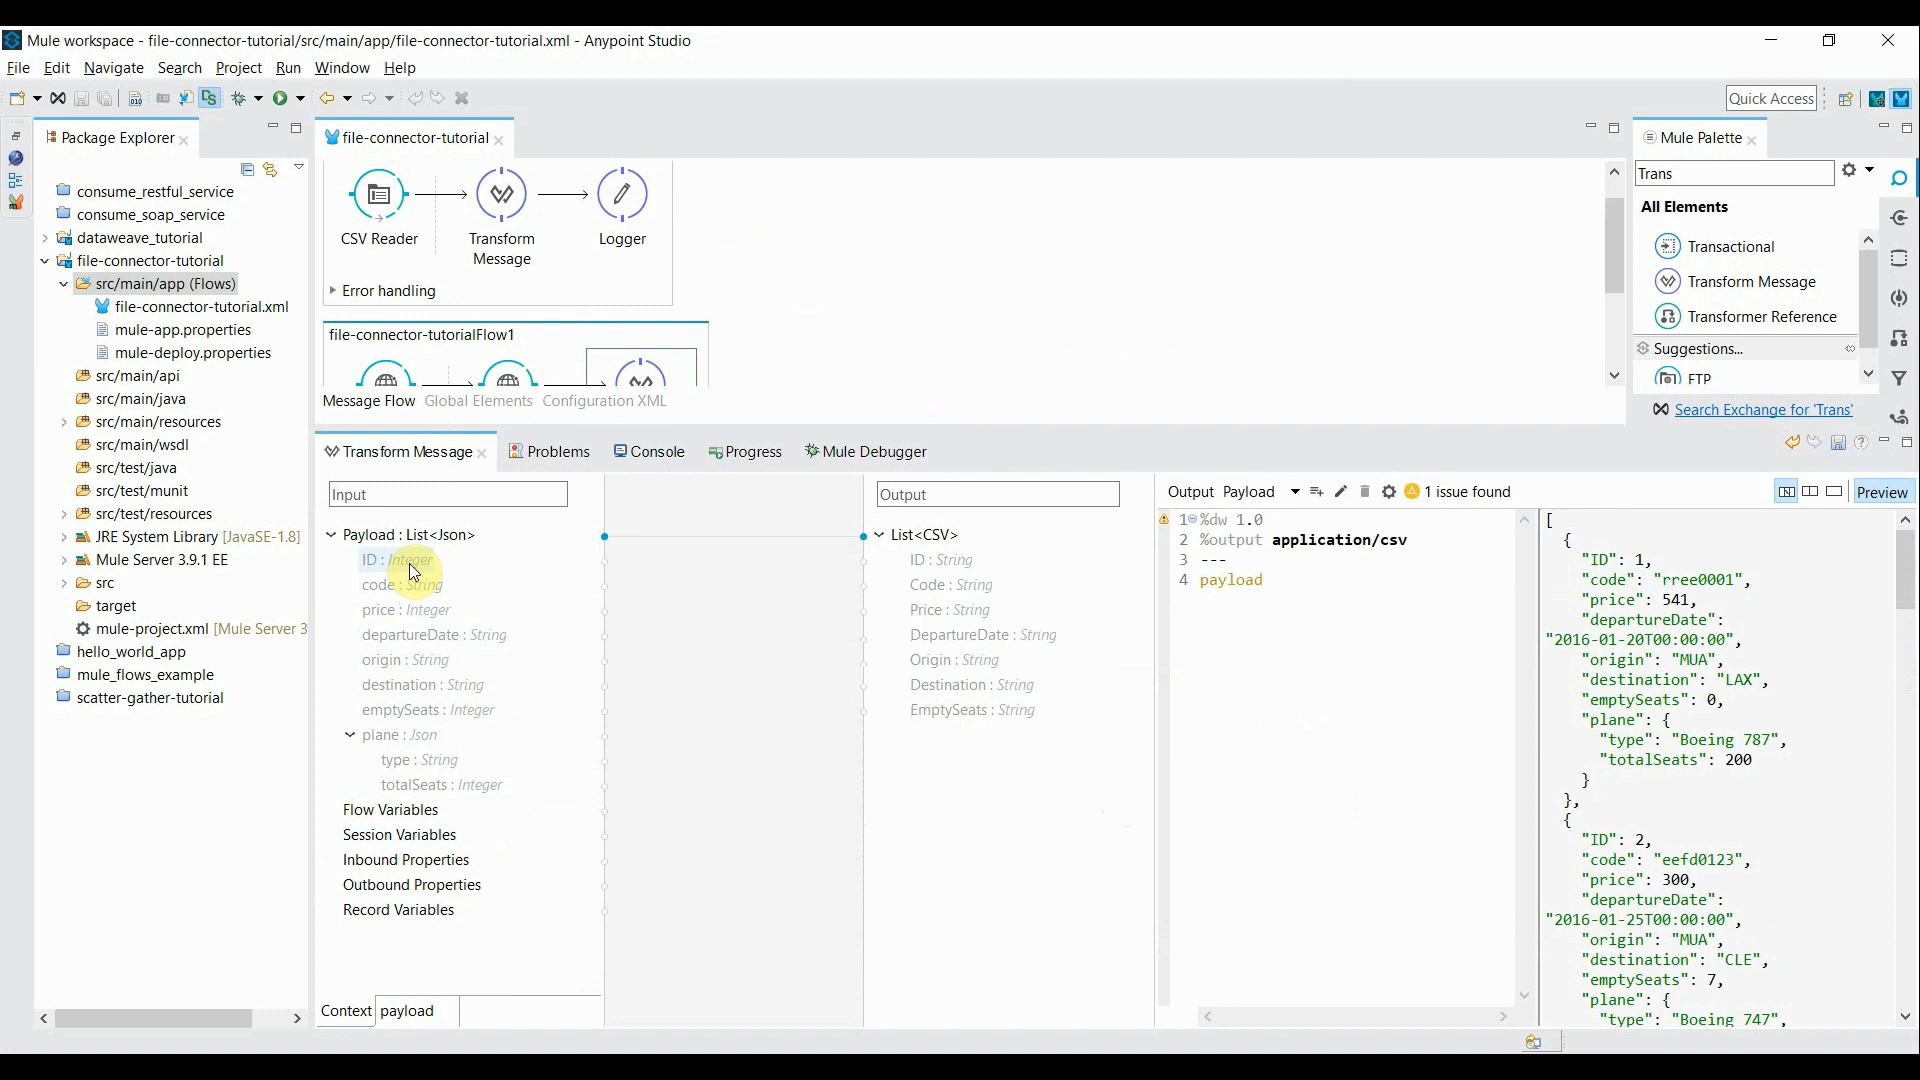 Mule workspace - file-connector-tutorial/src/main/app/file-connector-tutorial.xml - Anypoint Studio
File Edit Navigate Search Project Run Window Help
Quick Access
Package Explorer
consume_restful_service
consume_soap_service
dataweave_tutorial
file-connector-tutorial
src/main/app (Flows)
file-connector-tutorial.xml
mule-app.properties
mule-deploy.properties
src/main/api
src/main/java
src/main/resources
src/main/wsdl
src/test/java
src/test/munit
src/test/resources
JRE System Library [JavaSE-1.8]
Mule Server 3.9.1 EE
src
target
mule-project.xml [Mule Server 3
hello_world_app
mule_flows_example
scatter-gather-tutorial
file-connector-tutorial
CSV Reader
Transform
Message
Logger
Error handling
file-connector-tutorialFlow1
Message Flow Global Elements Configuration XML
Mule Palette
Trans
All Elements
Transactional
Transform Message
Transformer Reference
Suggestions...
FTP
Search Exchange for 'Trans'
Transform Message Problems Console Progress Mule Debugger
Input
Payload : List<Json>
ID : Integer
code : String
price : Integer
departureDate : String
origin : String
destination : String
emptySeats : Integer
plane : Json
type : String
totalSeats : Integer
Flow Variables
Session Variables
Inbound Properties
Outbound Properties
Record Variables
Context payload
Output
List<CSV>
ID : String
Code : String
Price : String
DepartureDate : String
Origin : String
Destination : String
EmptySeats : String
Output Payload 1 issue found Preview
1 %dw 1.0
2 %output application/csv
3 ---
4 payload
[
{
"ID": 1,
"code": "rree0001",
"price": 541,
"departureDate":
"2016-01-20T00:00:00",
"origin": "MUA",
"destination": "LAX",
"emptySeats": 0,
"plane": {
"type": "Boeing 787",
"totalSeats": 200
}
},
{
"ID": 2,
"code": "eefd0123",
"price": 300,
"departureDate":
"2016-01-25T00:00:00",
"origin": "MUA",
"destination": "CLE",
"emptySeats": 7,
"plane": {
"type": "Boeing 747",